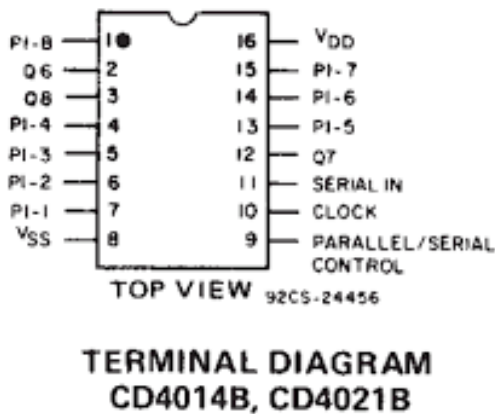 PI-8 1 16 VDD
Q6 2 15 PI-7
Q8 3 14 PI-6
PI-4 4 13 PI-5
PI-3 5 12 Q7
PI-2 6 11 SERIAL IN
PI-1 7 10 CLOCK
VSS 8 9 PARALLEL/SERIAL
CONTROL
TOP VIEW 92CS-24456
TERMINAL DIAGRAM
CD4014B, CD4021B